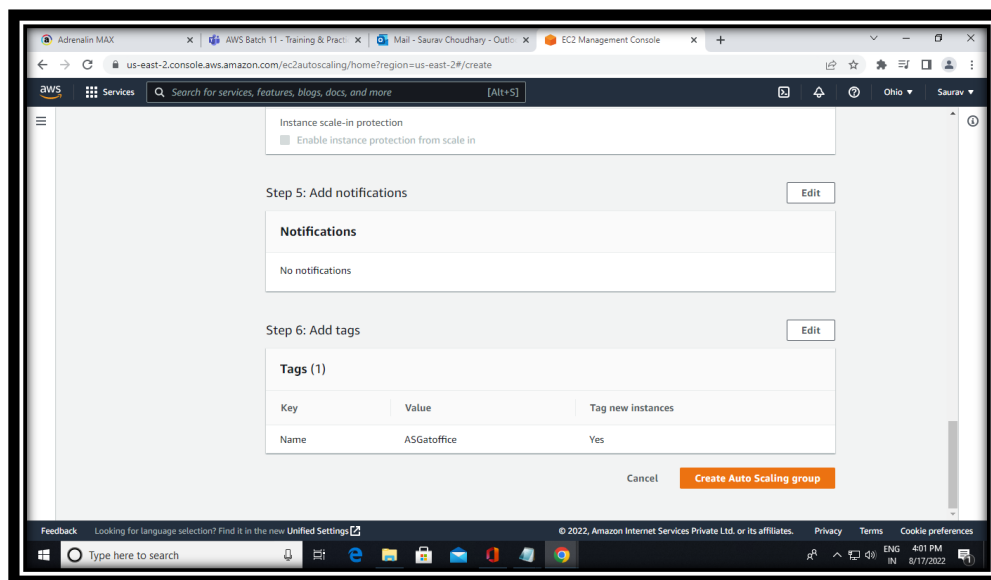 Adrenalin MAX
AWS Batch 11 - Training & Practi
Mail - Saurav Choudhary - Outlo
EC2 Management Console
us-east-2.console.aws.amazon.com/ec2autoscaling/home?region=us-east-2#/create
aws
Services
Search for services, features, blogs, docs, and more
[Alt+S]
Ohio
Saurav
Instance scale-in protection
Enable instance protection from scale in
Step 5: Add notifications
Edit
Notifications
No notifications
Step 6: Add tags
Edit
Tags (1)
Key Value Tag new instances
Name ASGatoffice Yes
Cancel
Create Auto Scaling group
Feedback Looking for language selection? Find it in the new Unified Settings
© 2022, Amazon Internet Services Private Ltd. or its affiliates. Privacy Terms Cookie preferences
Type here to search
ENG 4:01 PM
IN 8/17/2022